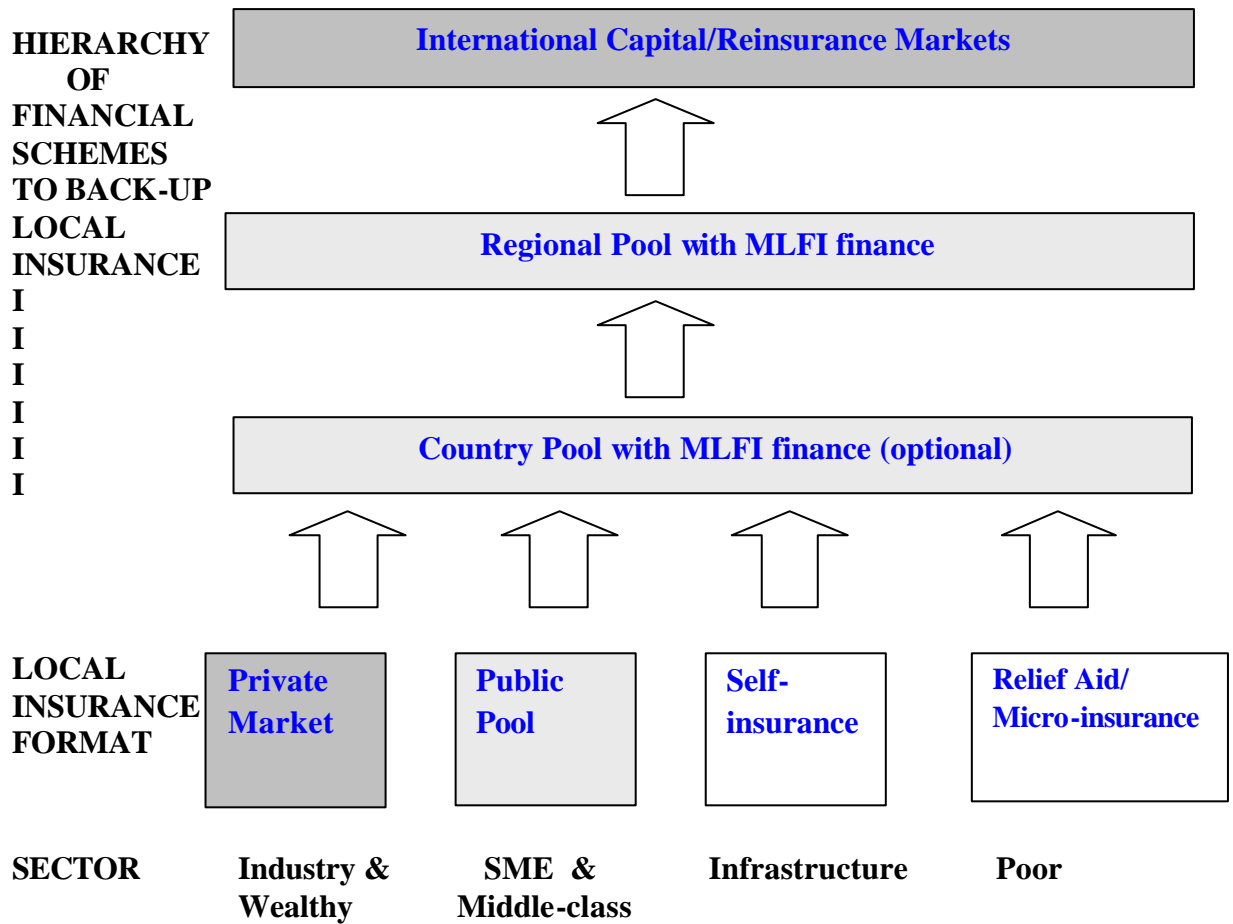 HIERARCHY
OF
FINANCIAL
SCHEMES
TO BACK-UP
LOCAL
INSURANCE
I
I
I
I
I
I
International Capital/Reinsurance Markets
Regional Pool with MLFI finance
Country Pool with MLFI finance (optional)
LOCAL
INSURANCE
FORMAT
Private
Market
Public
Pool
Self-
insurance
Relief Aid/
Micro-insurance
SECTOR
Industry &
Wealthy
SME &
Middle-class
Infrastructure
Poor